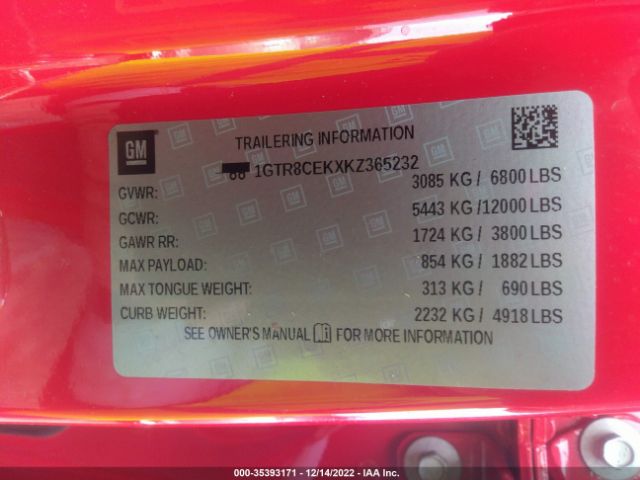 GM
TRAILERING INFORMATION
1GTR8CEKXKZ365232
GVWR: 3085 KG / 6800 LBS
GCWR: 5443 KG /12000 LBS
GAWR RR: 1724 KG / 3800 LBS
MAX PAYLOAD: 854 KG / 1882 LBS
MAX TONGUE WEIGHT: 313 KG / 690 LBS
CURB WEIGHT: 2232 KG / 4918 LBS
SEE OWNER'S MANUAL FOR MORE INFORMATION
000-35393171 - 12/14/2022 - IAA Inc.